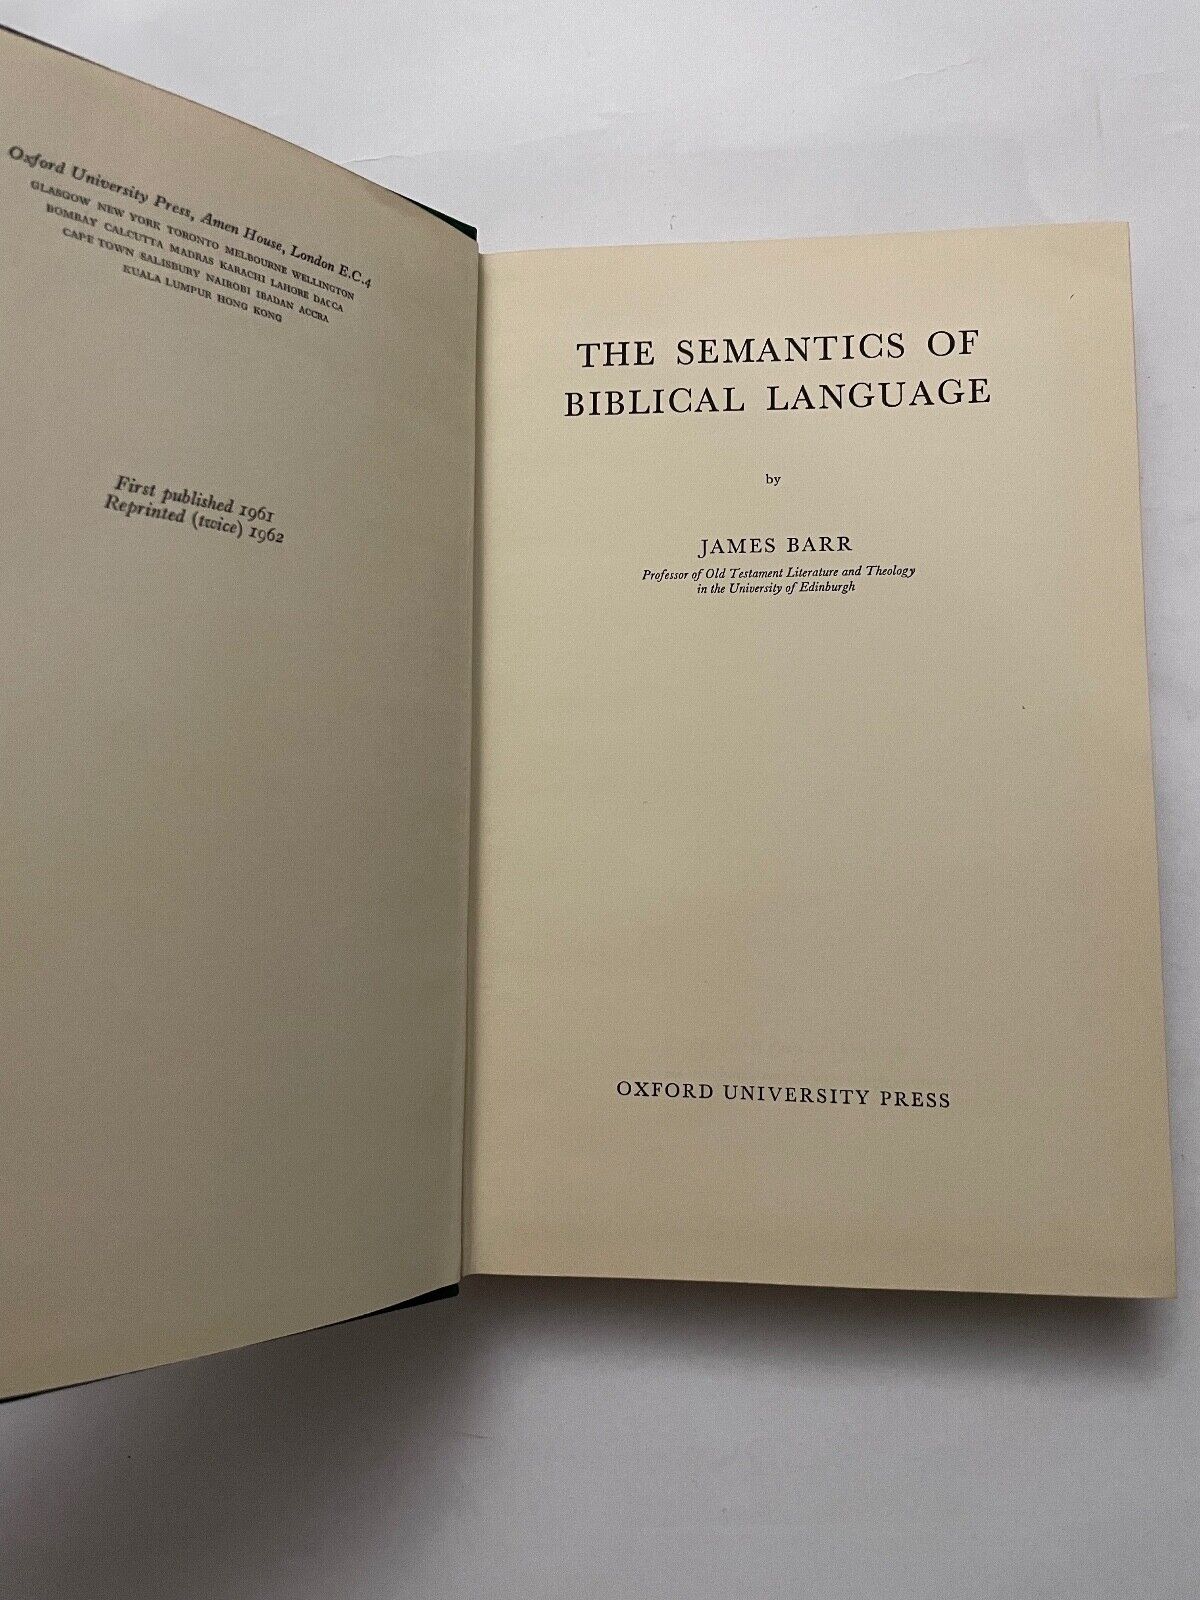 Oxford University Press, Amen House, London E.C.4
GLASGOW NEW YORK TORONTO MELBOURNE WELLINGTON
BOMBAY CALCUTTA MADRAS KARACHI LAHORE DACCA
CAPE TOWN SALISBURY NAIROBI IBADAN ACCRA
KUALA LUMPUR HONG KONG
First published 1961
Reprinted (twice) 1962
THE SEMANTICS OF
BIBLICAL LANGUAGE
by
JAMES BARR
Professor of Old Testament Literature and Theology
in the University of Edinburgh
OXFORD UNIVERSITY PRESS